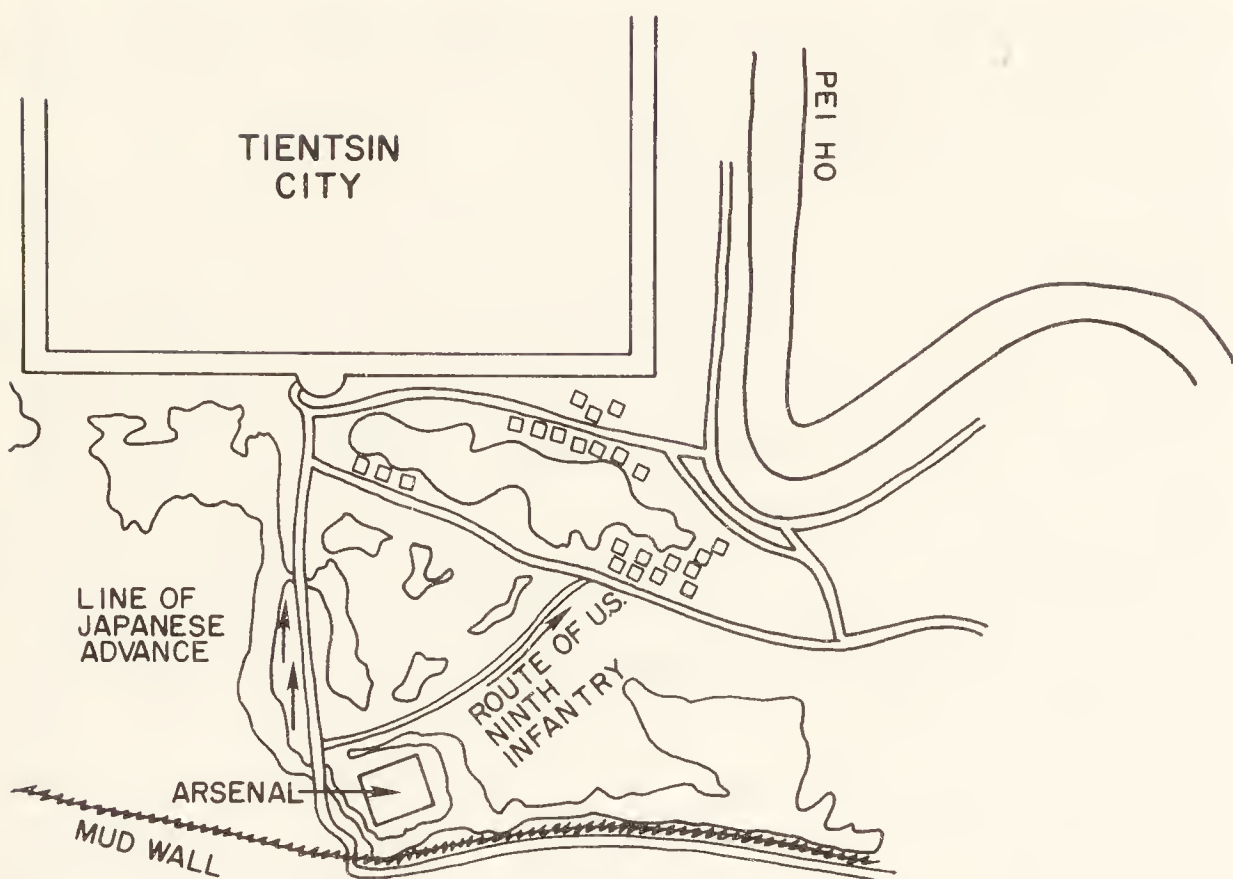 TIENTSIN
CITY
PEI HO
LINE OF
JAPANESE
ADVANCE
ROUTE OF U.S.
NINTH
INFANTRY
ARSENAL
MUD WALL